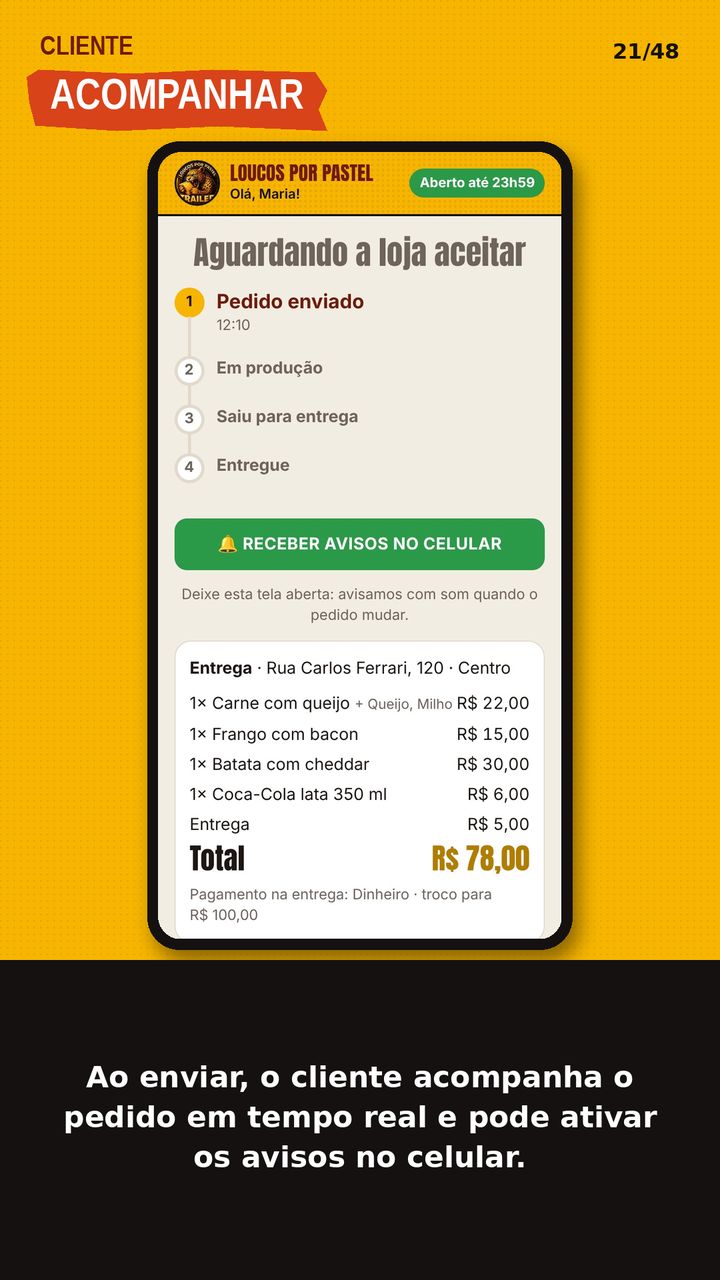 CLIENTE
21/48
ACOMPANHAR
LOUCOS POR PASTEL
TRAILER
LOUCOS POR PASTEL
Olá, Maria!
Aberto até 23h59
Aguardando a loja aceitar
1 Pedido enviado
12:10
2 Em produção
3 Saiu para entrega
4 Entregue
🔔 RECEBER AVISOS NO CELULAR
Deixe esta tela aberta: avisamos com som quando o
pedido mudar.
Entrega · Rua Carlos Ferrari, 120 · Centro
1× Carne com queijo + Queijo, Milho R$ 22,00
1× Frango com bacon R$ 15,00
1× Batata com cheddar R$ 30,00
1× Coca-Cola lata 350 ml R$ 6,00
Entrega R$ 5,00
Total R$ 78,00
Pagamento na entrega: Dinheiro · troco para
R$ 100,00
Ao enviar, o cliente acompanha o
pedido em tempo real e pode ativar
os avisos no celular.